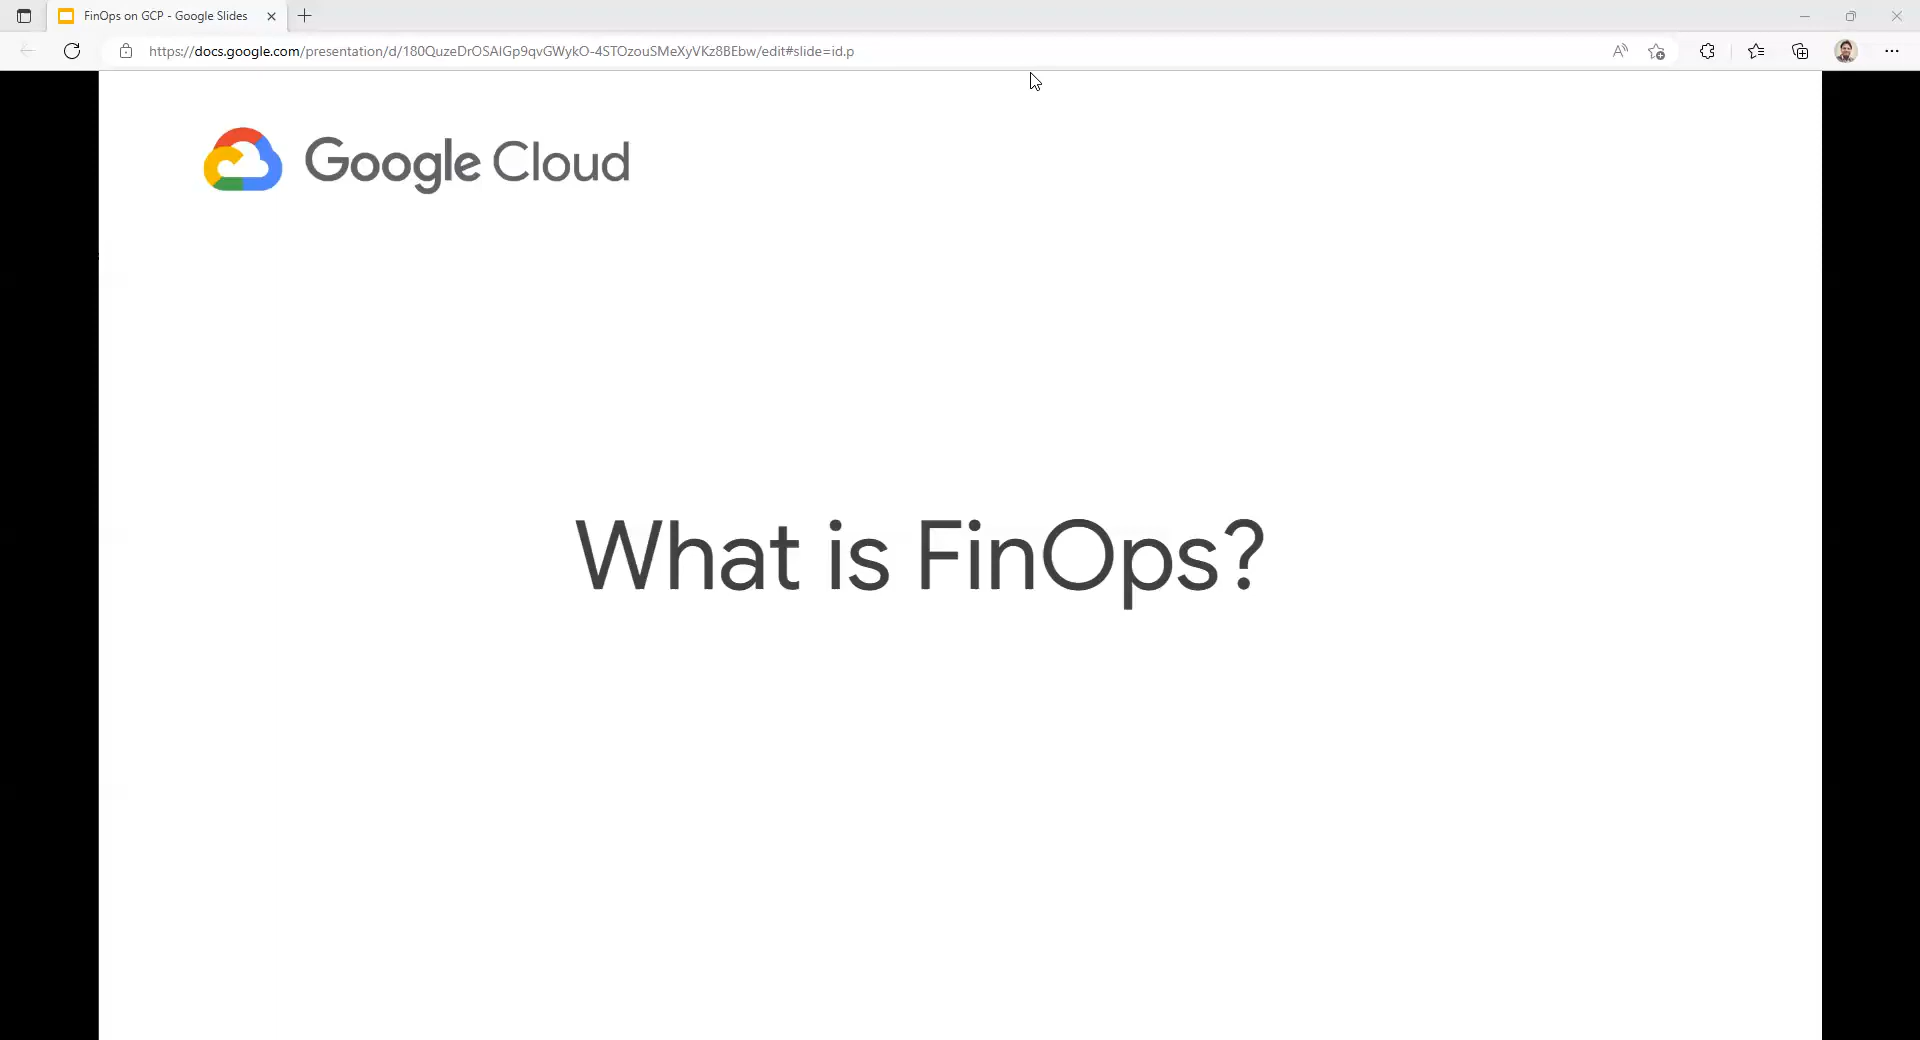 FinOps on GCP - Google Slides
https://docs.google.com/presentation/d/180QuzeDrOSAlGp9qvGWykO-4STOzouSMeXyVKz8BEbw/edit#slide=id.p
Google Cloud
What is FinOps?